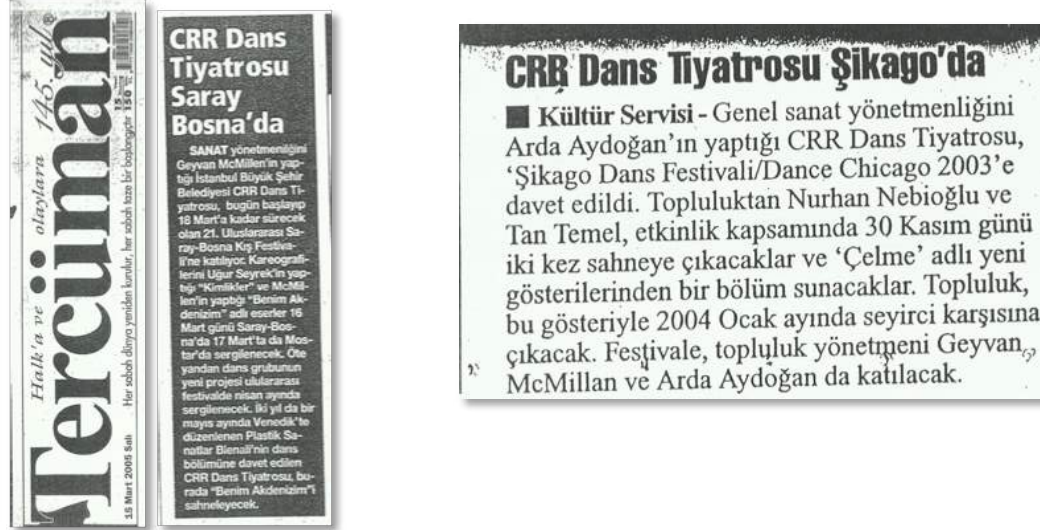 Halk'a ve olaylara
145. yıl
Tercüman
15 Mart 2005 Salı
Her sabah dünya yeniden kurulur, her sabah taze bir başlangıçtır
CRR Dans
Tiyatrosu
Saray
Bosna'da
SANAT yönetmenliğini
Geyvan McMillen'in yap-
tığı İstanbul Büyük Şehir
Belediyesi CRR Dans Ti-
yatrosu, bugün başlayıp
18 Mart'a kadar sürecek
olan 21. Uluslararası Sa-
ray-Bosna Kış Festiva-
li'ne katılıyor. Kareografi-
lerini Uğur Seyrek'in yap-
tığı "Kimlikler" ve McMil-
len'in yaptığı "Benim Ak-
denizim" adlı eserler 16
Mart günü Saray-Bos-
na'da 17 Mart'ta da Mos-
tar'da sergilenecek. Öte
yandan dans grubunun
yeni projesi ululararası
festivalde nisan ayında
sergilenecek. İki yıl da bir
mayıs ayında Venedik'te
düzenlenen Plastik Sa-
natlar Bienali'nin dans
bölümüne davet edilen
CRR Dans Tiyatrosu, bu-
rada "Benim Akdenizim"i
sahneleyecek.
CRR Dans Tiyatrosu Şikago'da
Kültür Servisi - Genel sanat yönetmenliğini
Arda Aydoğan'ın yaptığı CRR Dans Tiyatrosu,
'Şikago Dans Festivali/Dance Chicago 2003'e
davet edildi. Topluluktan Nurhan Nebioğlu ve
Tan Temel, etkinlik kapsamında 30 Kasım günü
iki kez sahneye çıkacaklar ve 'Çelme' adlı yeni
gösterilerinden bir bölüm sunacaklar. Topluluk,
bu gösteriyle 2004 Ocak ayında seyirci karşısına
çıkacak. Festivale, topluluk yönetmeni Geyvan
McMillan ve Arda Aydoğan da katılacak.